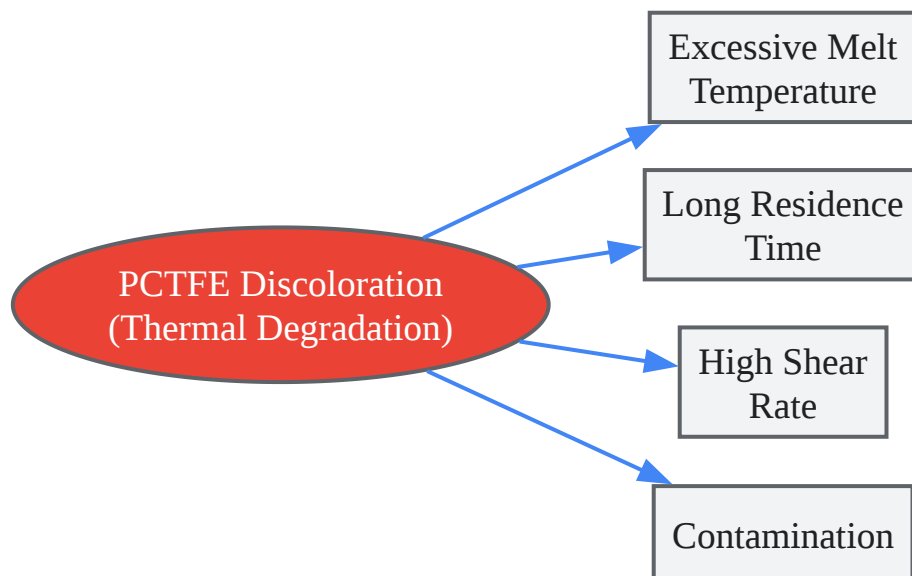 Excessive Melt
Temperature
Long Residence
Time
PCTFE Discoloration
(Thermal Degradation)
High Shear
Rate
Contamination